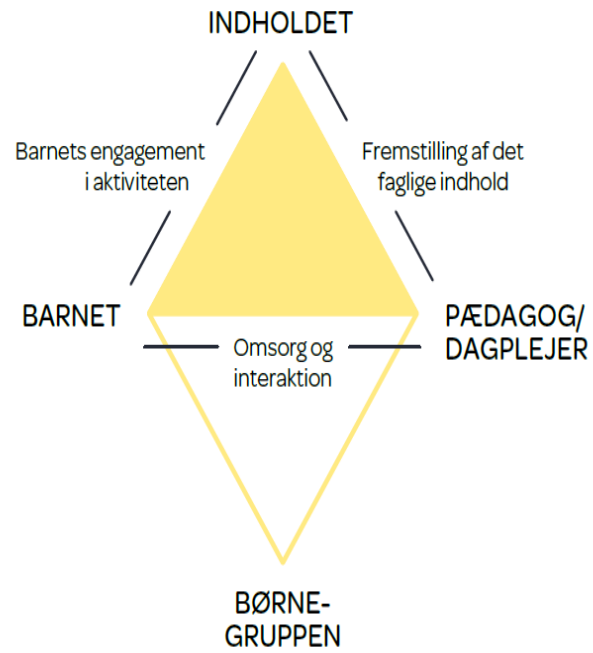 INDHOLDET
Barnets engagement
i aktiviteten
Fremstilling af det
faglige indhold
BARNET
PÆDAGOG/
DAGPLEJER
Omsorg og
interaktion
BØRNE-
GRUPPEN